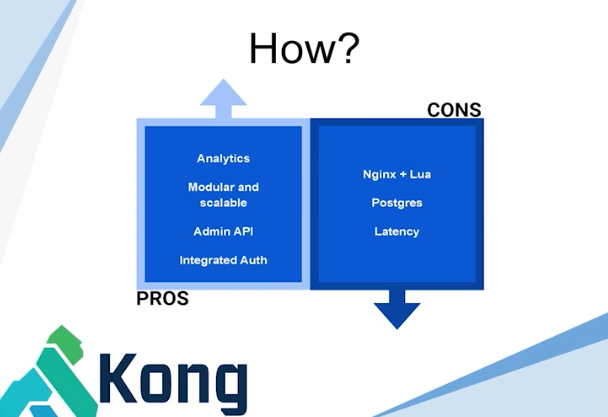 How?
CONS
Analytics
Modular and
scalable
Admin API
Integrated Auth
Nginx + Lua
Postgres
Latency
PROS
Kong